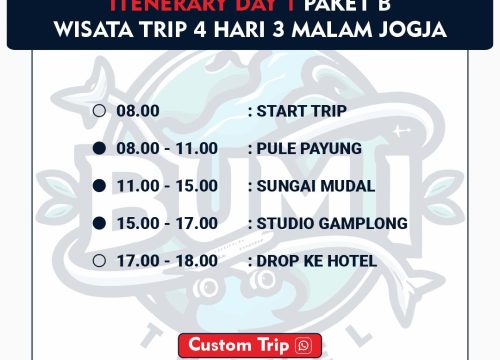 ITENERARY DAY 1 PAKET B
WISATA TRIP 4 HARI 3 MALAM JOGJA
08.00 : START TRIP
08.00 - 11.00 : PULE PAYUNG
11.00 - 15.00 : SUNGAI MUDAL
15.00 - 17.00 : STUDIO GAMPLONG
17.00 - 18.00 : DROP KE HOTEL
BUMI
Custom Trip